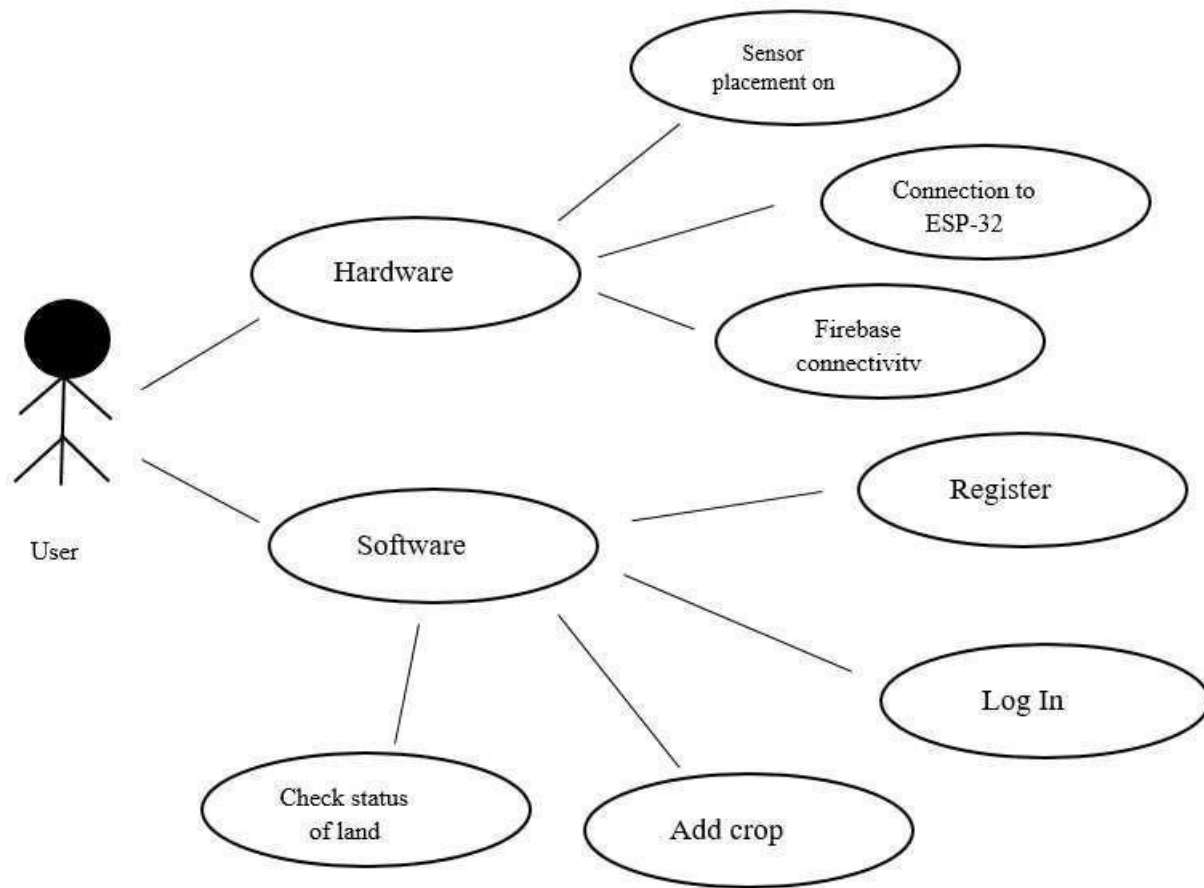 Sensor
placement on
Connection to
ESP-32
Hardware
Firebase
connectivity
Register
User
Software
Log In
Check status
of land
Add crop